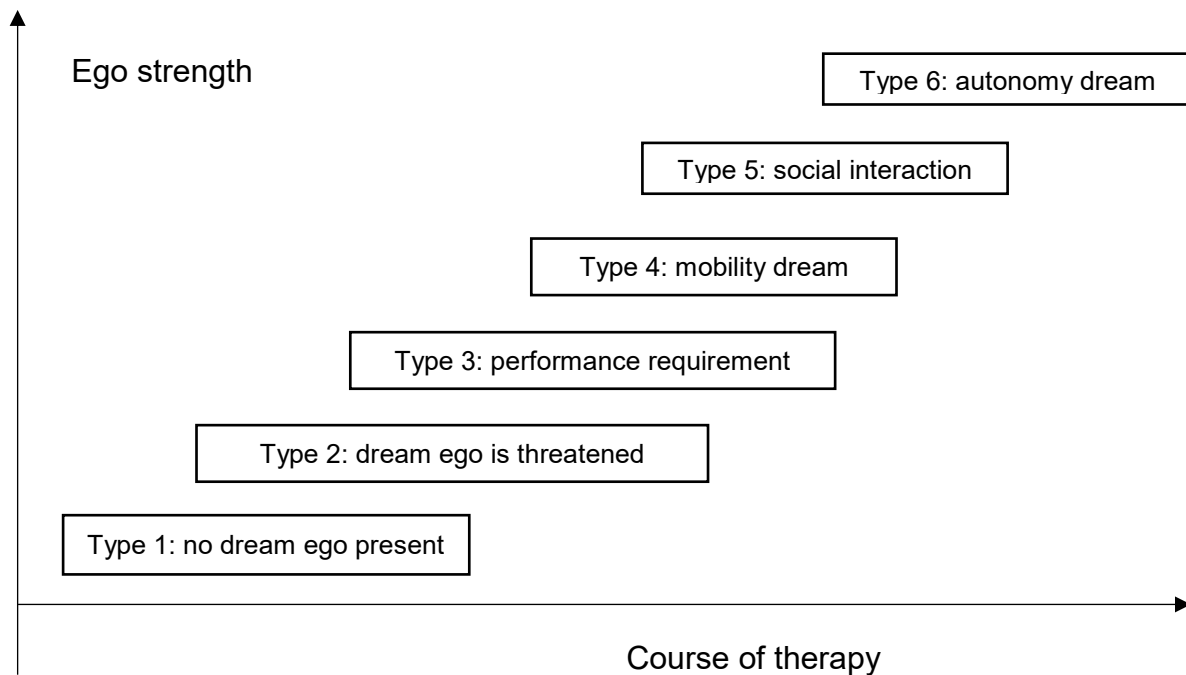 Ego strength
Type 6: autonomy dream
Type 5: social interaction
Type 4: mobility dream
Type 3: performance requirement
Type 2: dream ego is threatened
Type 1: no dream ego present
Course of therapy